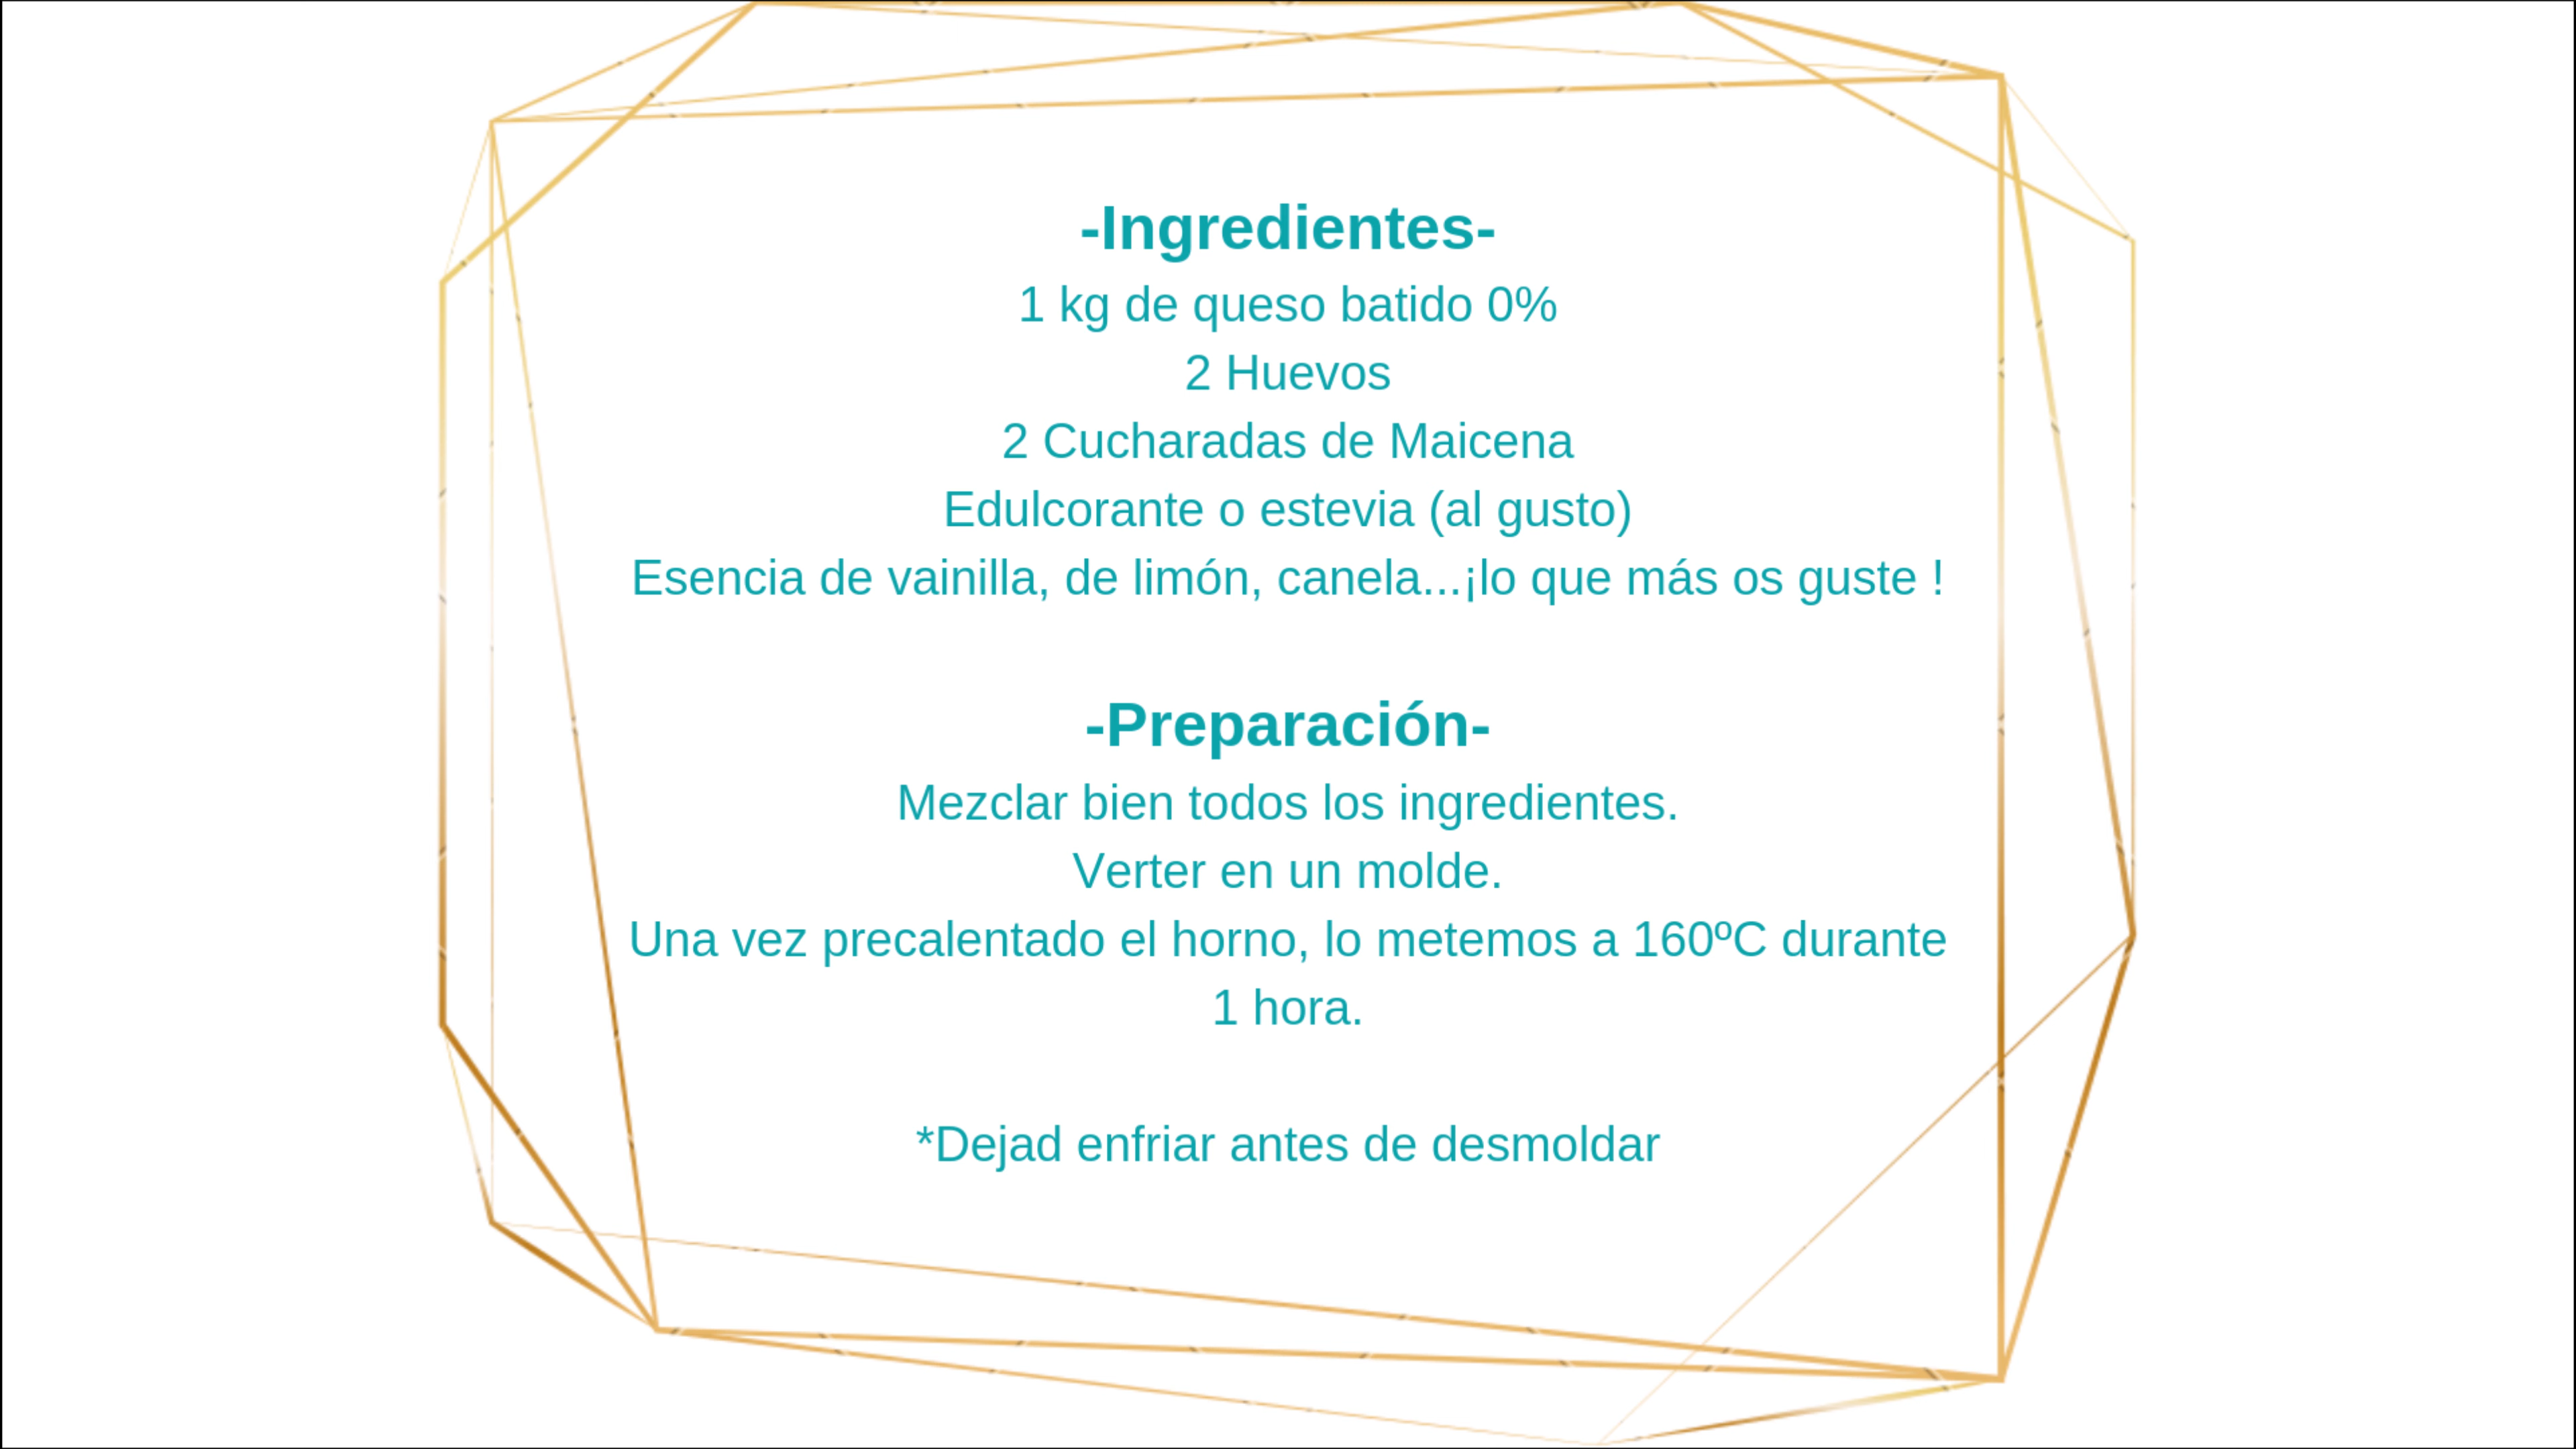 -Ingredientes-
1 kg de queso batido 0%
2 Huevos
2 Cucharadas de Maicena
Edulcorante o estevia (al gusto)
Esencia de vainilla, de limón, canela...¡lo que más os guste !
-Preparación-
Mezclar bien todos los ingredientes.
Verter en un molde.
Una vez precalentado el horno, lo metemos a 160ºC durante
1 hora.
*Dejad enfriar antes de desmoldar